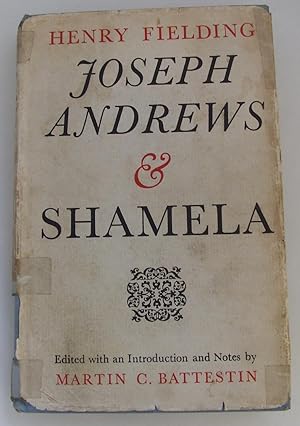 HENRY FIELDING
JOSEPH
ANDREWS
&
SHAMELA
Edited with an Introduction and Notes by
MARTIN C. BATTESTIN